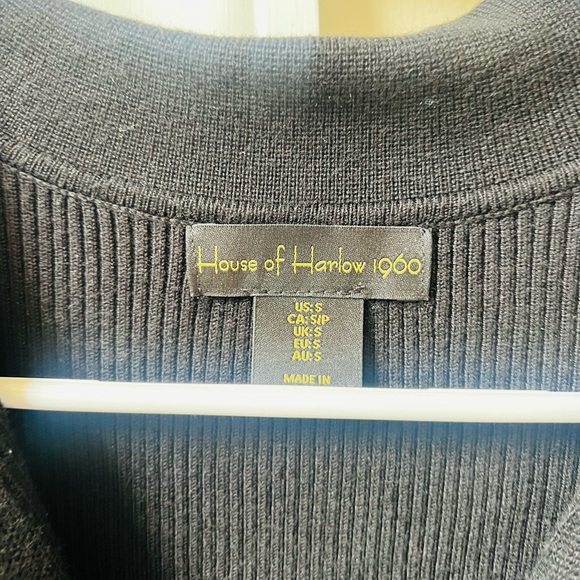 House of Harlow 1960
US: S
CA: S/P
UK: S
EU: S
AU: S
MADE IN